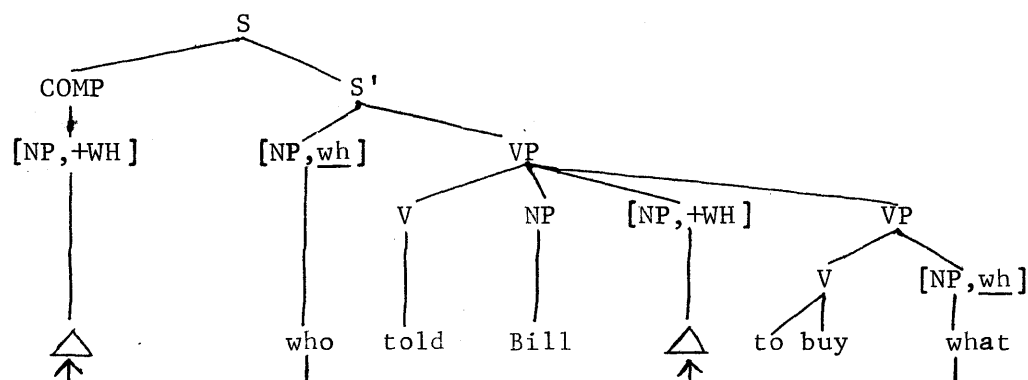 S
COMP S'
[NP,+WH] [NP,wh] VP
V NP [NP,+WH] VP
V [NP,wh]
who told Bill to buy what